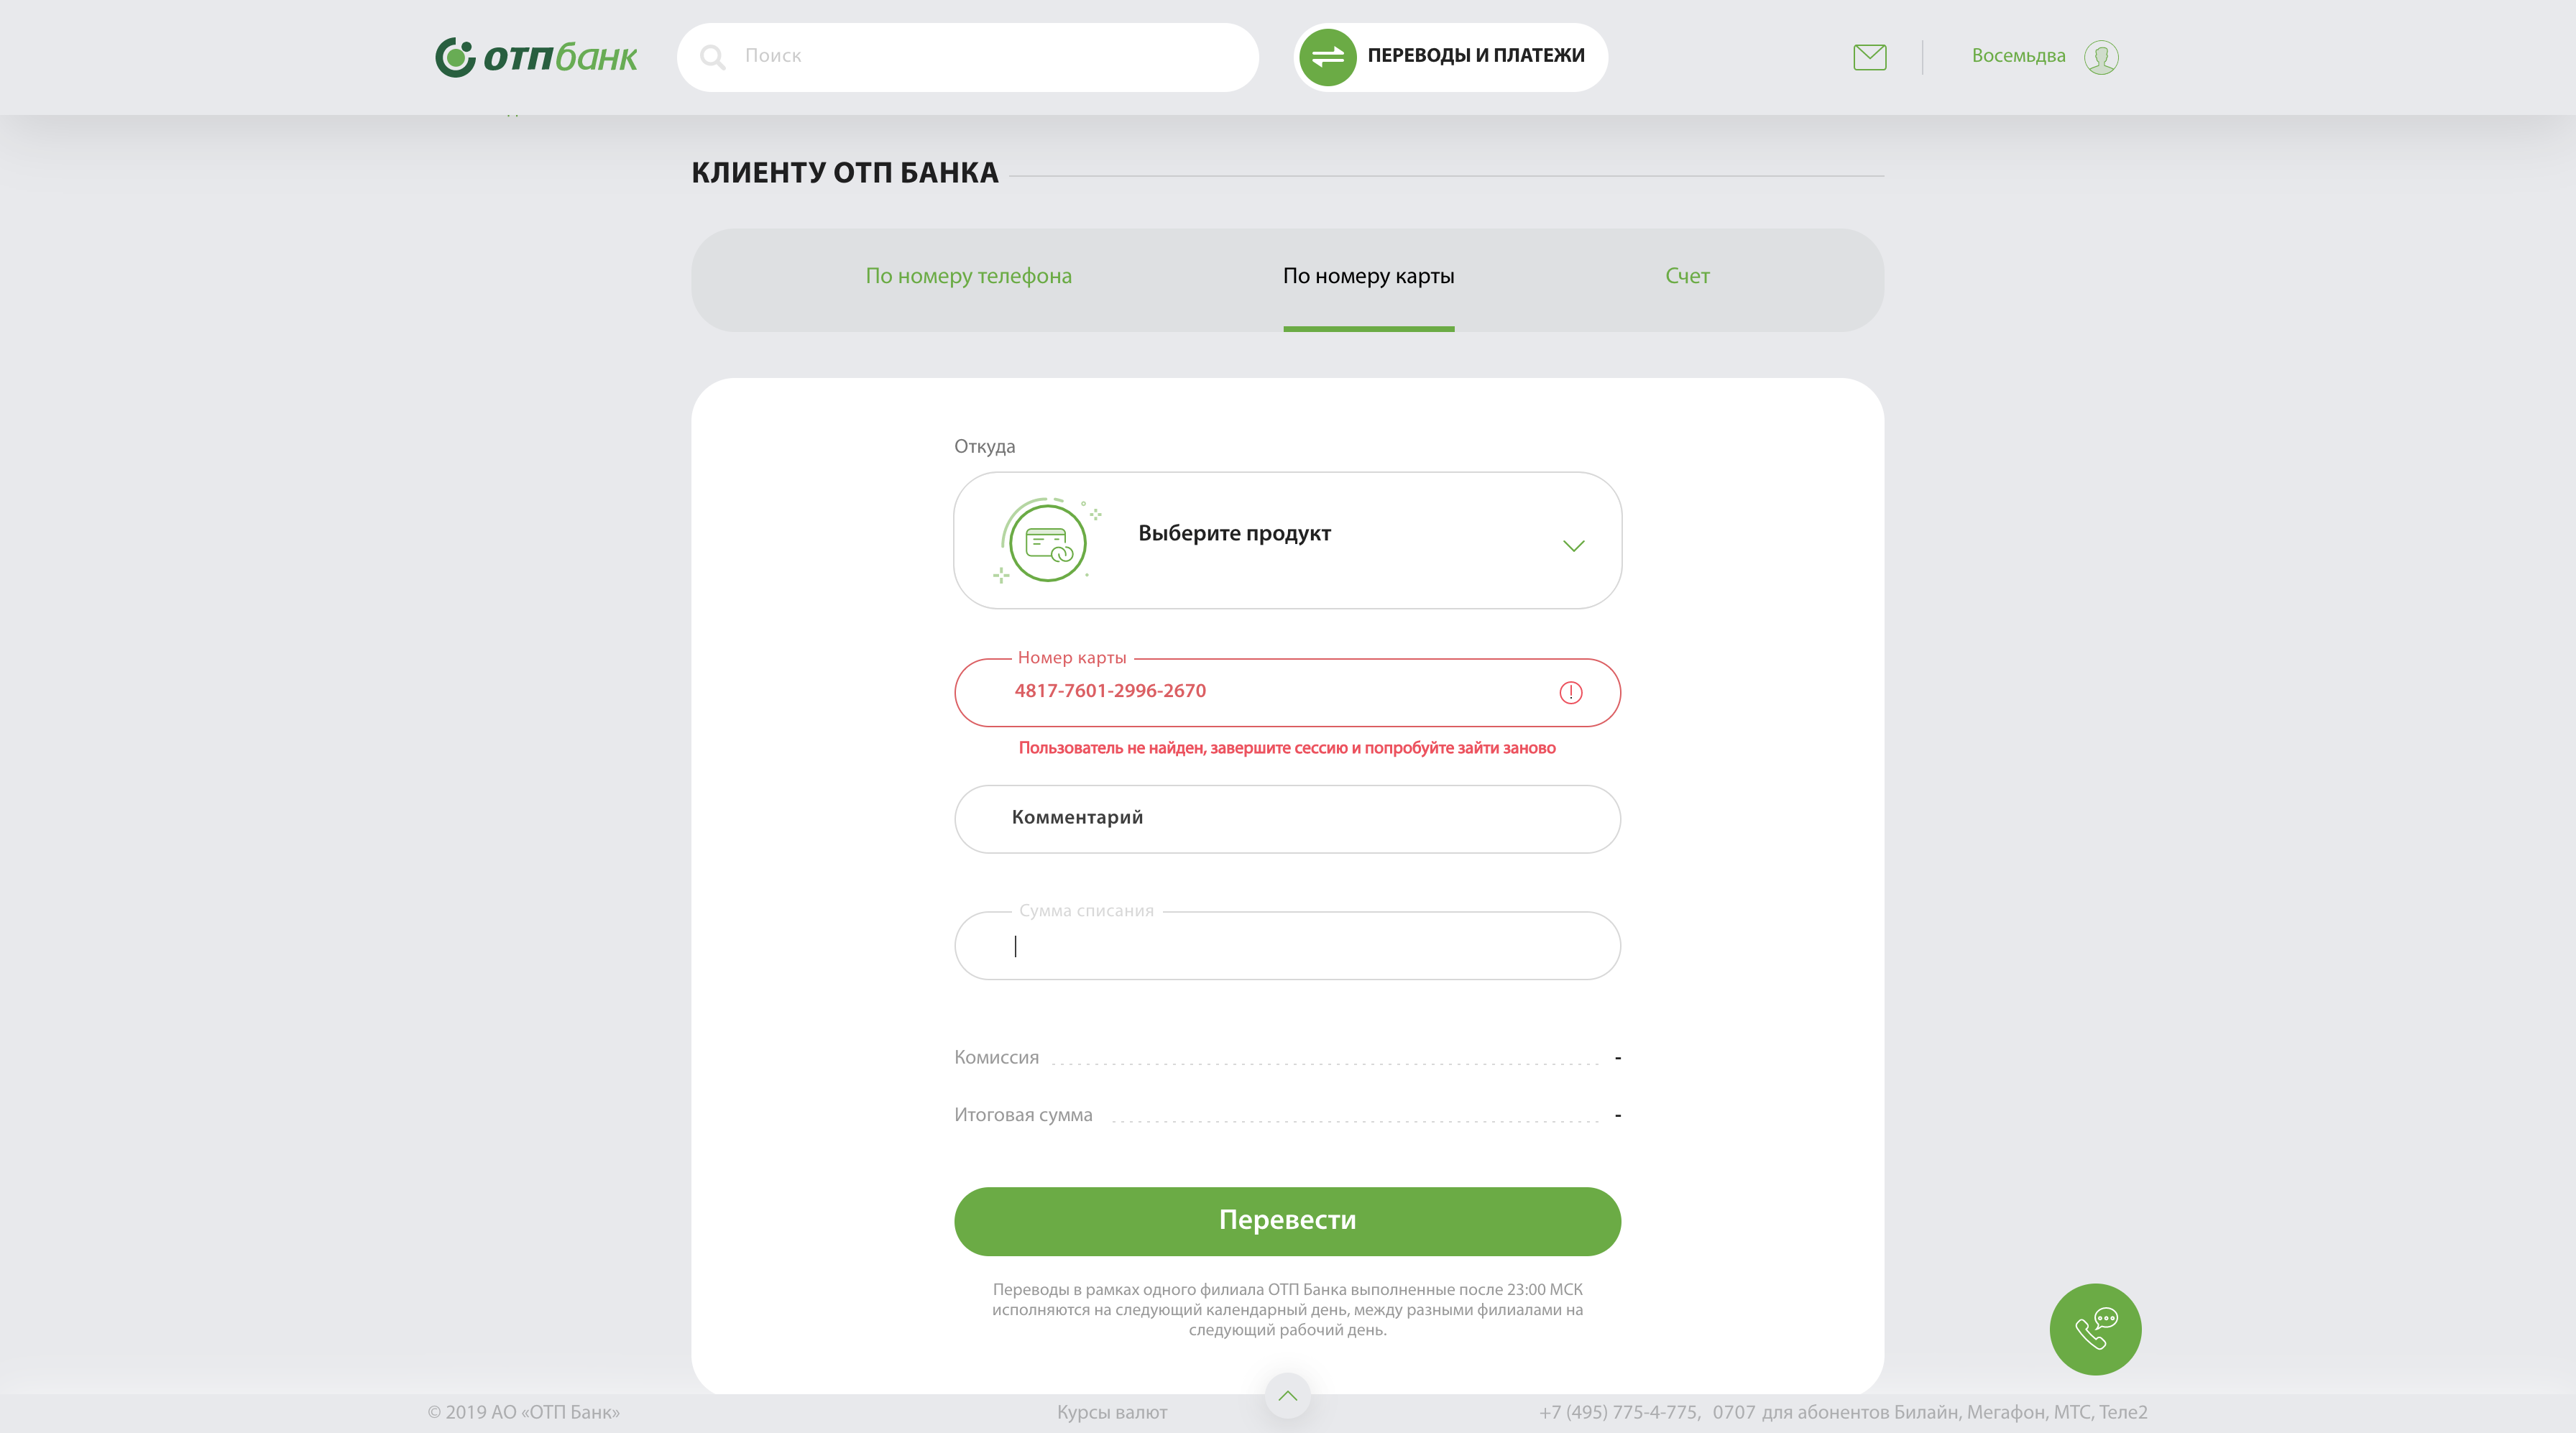 отпбанк
Поиск
ПЕРЕВОДЫ И ПЛАТЕЖИ
Восемьдва
КЛИЕНТУ ОТП БАНКА
По номеру телефона
По номеру карты
Счет
Откуда
Выберите продукт
Номер карты
4817-7601-2996-2670
Пользователь не найден, завершите сессию и попробуйте зайти заново
Комментарий
Сумма списания
Комиссия -
Итоговая сумма -
Перевести
Переводы в рамках одного филиала ОТП Банка выполненные после 23:00 МСК
исполняются на следующий календарный день, между разными филиалами на
следующий рабочий день.
© 2019 АО «ОТП Банк»
Курсы валют
+7 (495) 775-4-775, 0707 для абонентов Билайн, Мегафон, МТС, Теле2